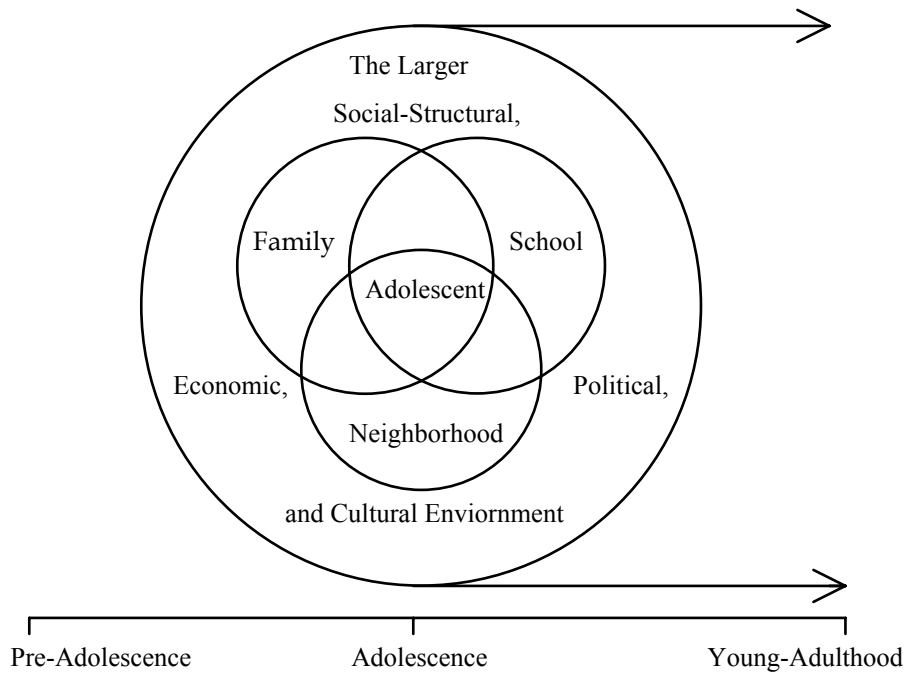 The Larger
Social-Structural,
Family
School
Adolescent
Economic,
Political,
Neighborhood
and Cultural Enviornment
Pre-Adolescence
Adolescence
Young-Adulthood